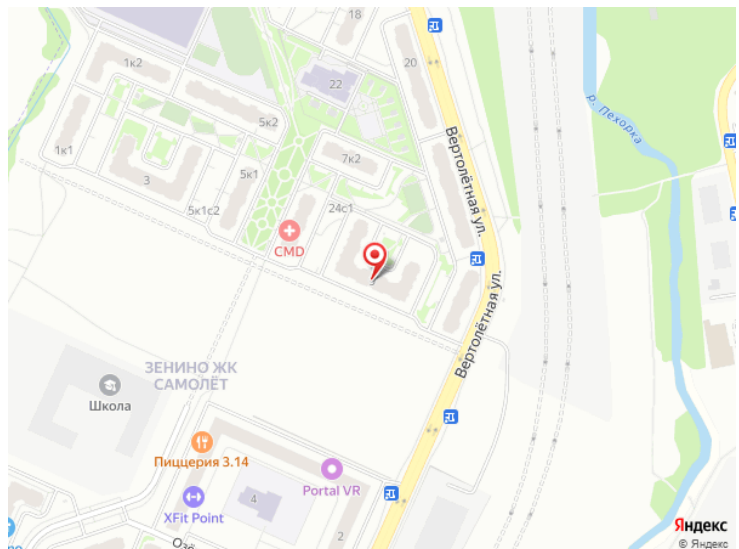 18
1к2
20
22
5к2
р. Пехорка
1к1
7к2
Вертолётная ул.
3
5к1
5к1с2
24с1
CMD
Вертолётная ул.
ЗЕНИНО ЖК
САМОЛЁТ
Школа
Пиццерия 3.14
Portal VR
4
XFit Point
2
Яндекс
© Яндекс